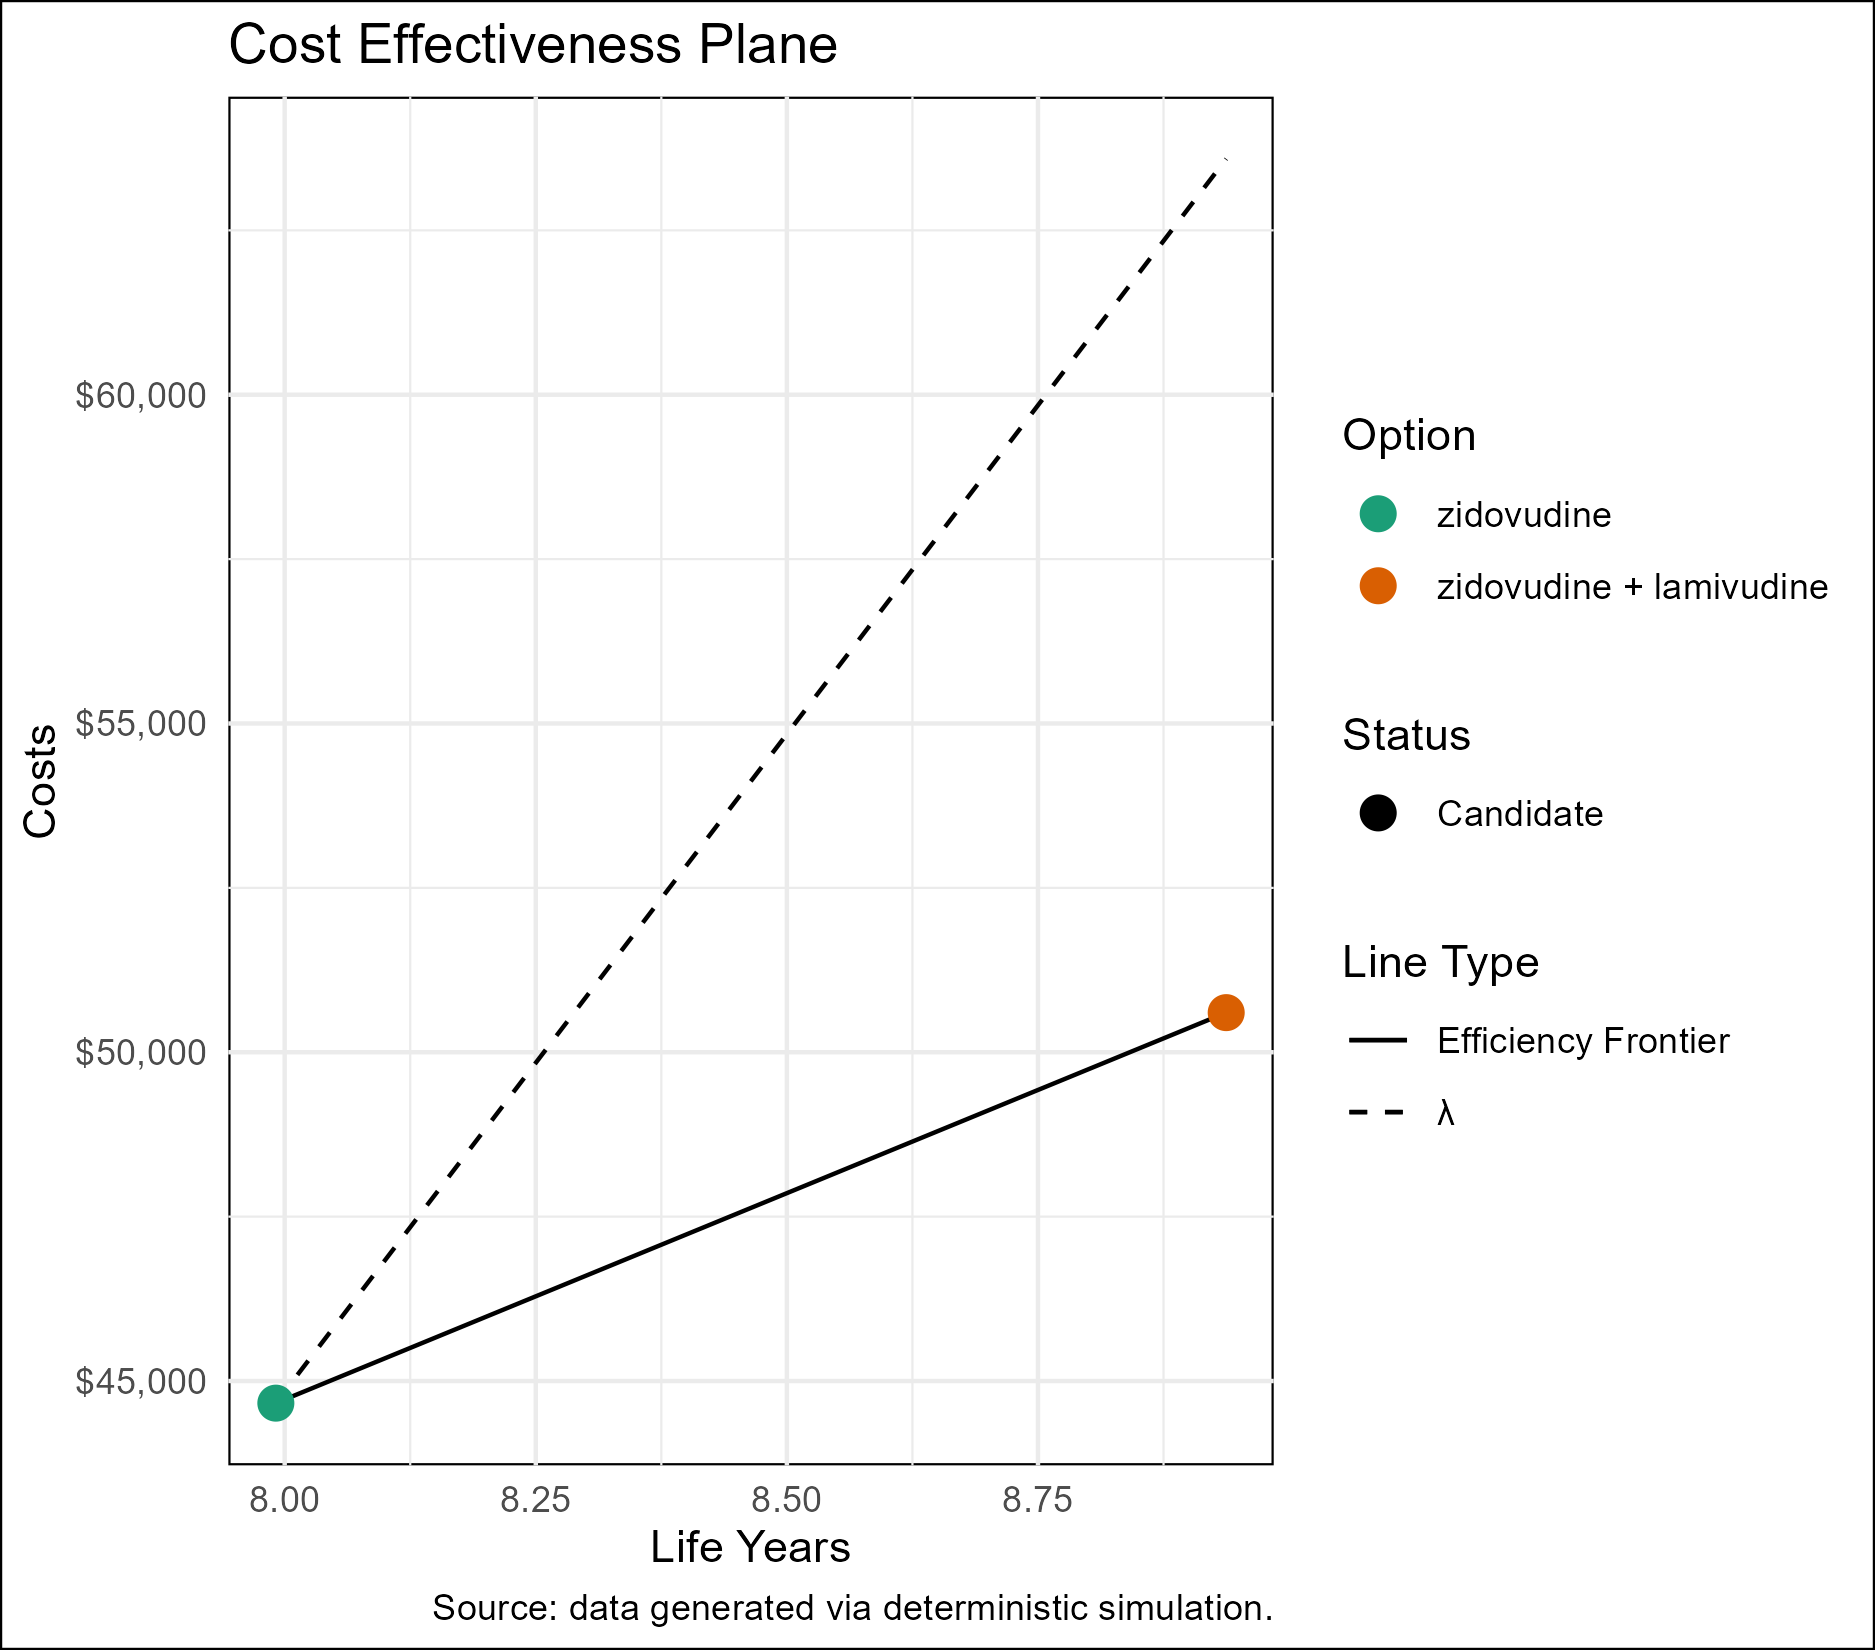 Cost Effectiveness Plane
$60,000
$55,000
$50,000
$45,000
Costs
8.00 8.25 8.50 8.75
Life Years
Source: data generated via deterministic simulation.
Option
zidovudine
zidovudine + lamivudine
Status
Candidate
Line Type
Efficiency Frontier
λ